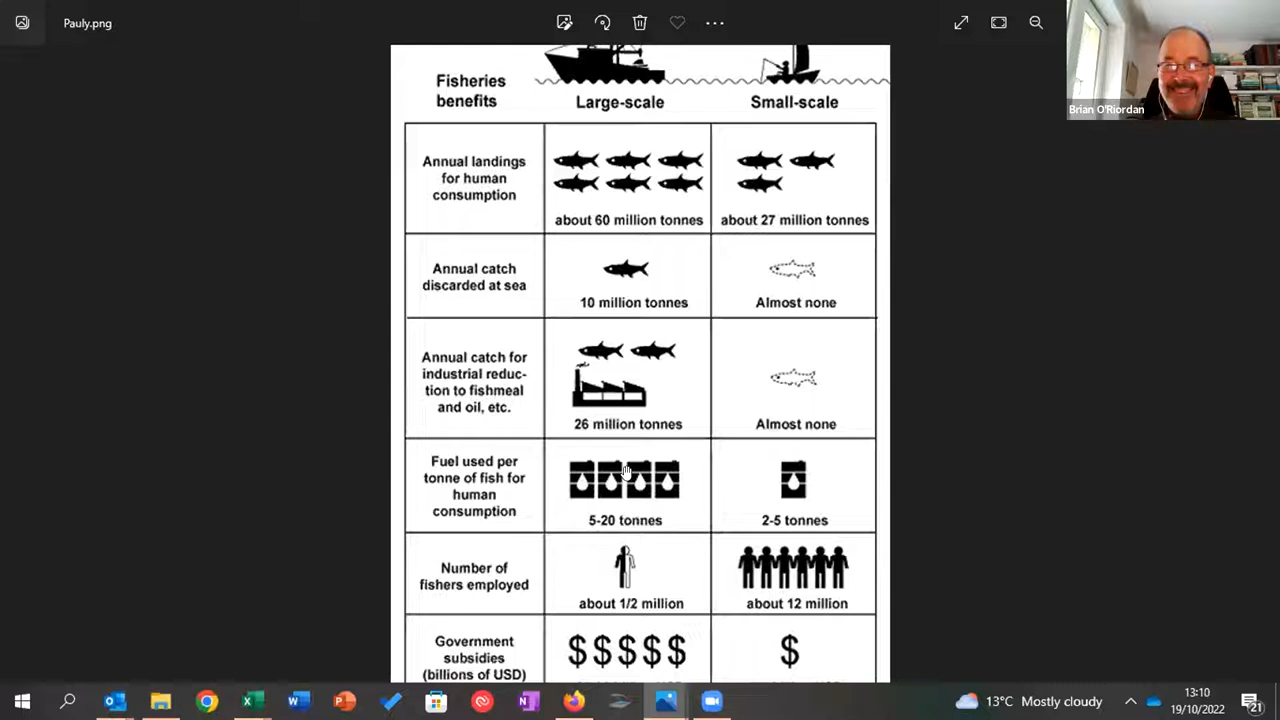 Pauly.png
Brian O'Riordan
Fisheries
benefits
Large-scale
Small-scale
Annual landings
for human
consumption
about 60 million tonnes
about 27 million tonnes
Annual catch
discarded at sea
10 million tonnes
Almost none
Annual catch for
industrial reduc-
tion to fishmeal
and oil, etc.
26 million tonnes
Almost none
Fuel used per
tonne of fish for
human
consumption
5-20 tonnes
2-5 tonnes
Number of
fishers employed
about 1/2 million
about 12 million
Government
subsidies
(billions of USD)
$$$$$
$
13°C Mostly cloudy
13:10
19/10/2022
21